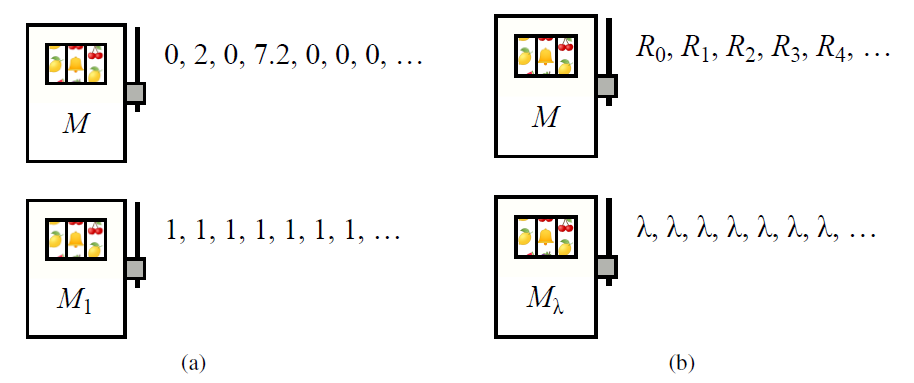 0, 2, 0, 7.2, 0, 0, 0, …
M
1, 1, 1, 1, 1, 1, 1, …
M₁
(a)
R₀, R₁, R₂, R₃, R₄, …
M
λ, λ, λ, λ, λ, λ, λ, …
M_λ
(b)